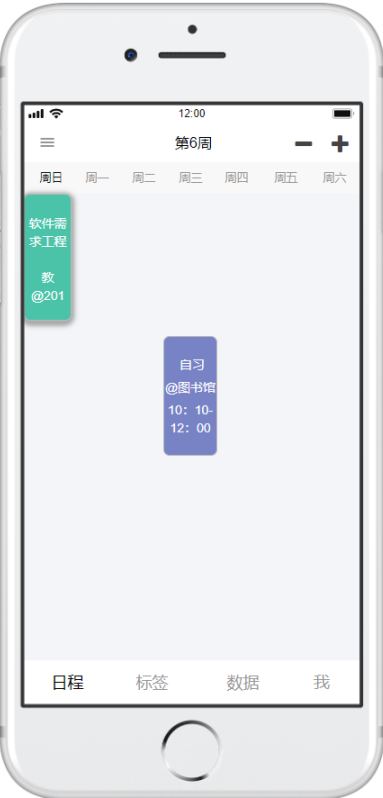 12:00
第6周
周日 周一 周二 周三 周四 周五 周六
软件需
求工程
教
@201
自习
@图书馆
10：10-
12：00
日程 标签 数据 我